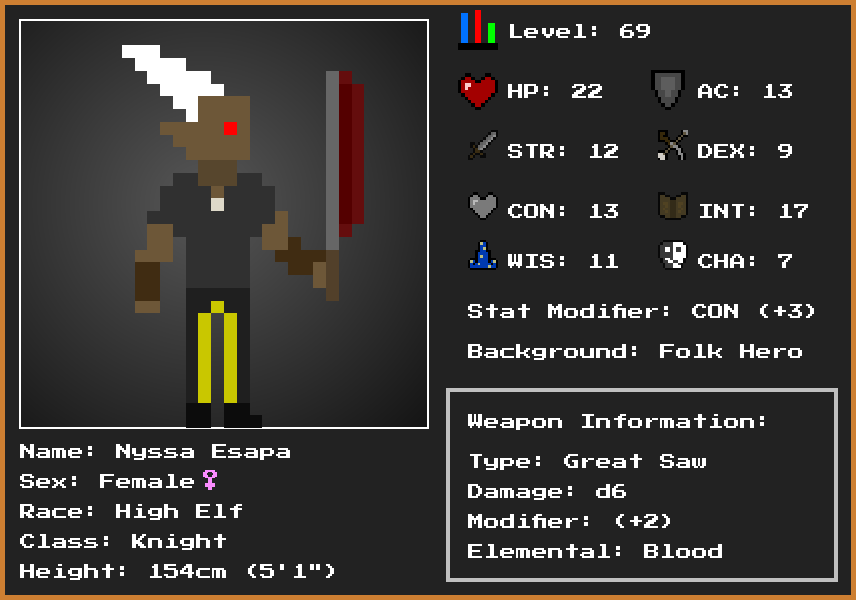 Level: 69
HP: 22
AC: 13
STR: 12
DEX: 9
CON: 13
INT: 17
WIS: 11
CHA: 7
Stat Modifier: CON (+3)
Background: Folk Hero
Weapon Information:
Type: Great Saw
Damage: d6
Modifier: (+2)
Elemental: Blood
Name: Nyssa Esapa
Sex: Female♀
Race: High Elf
Class: Knight
Height: 154cm (5'1")